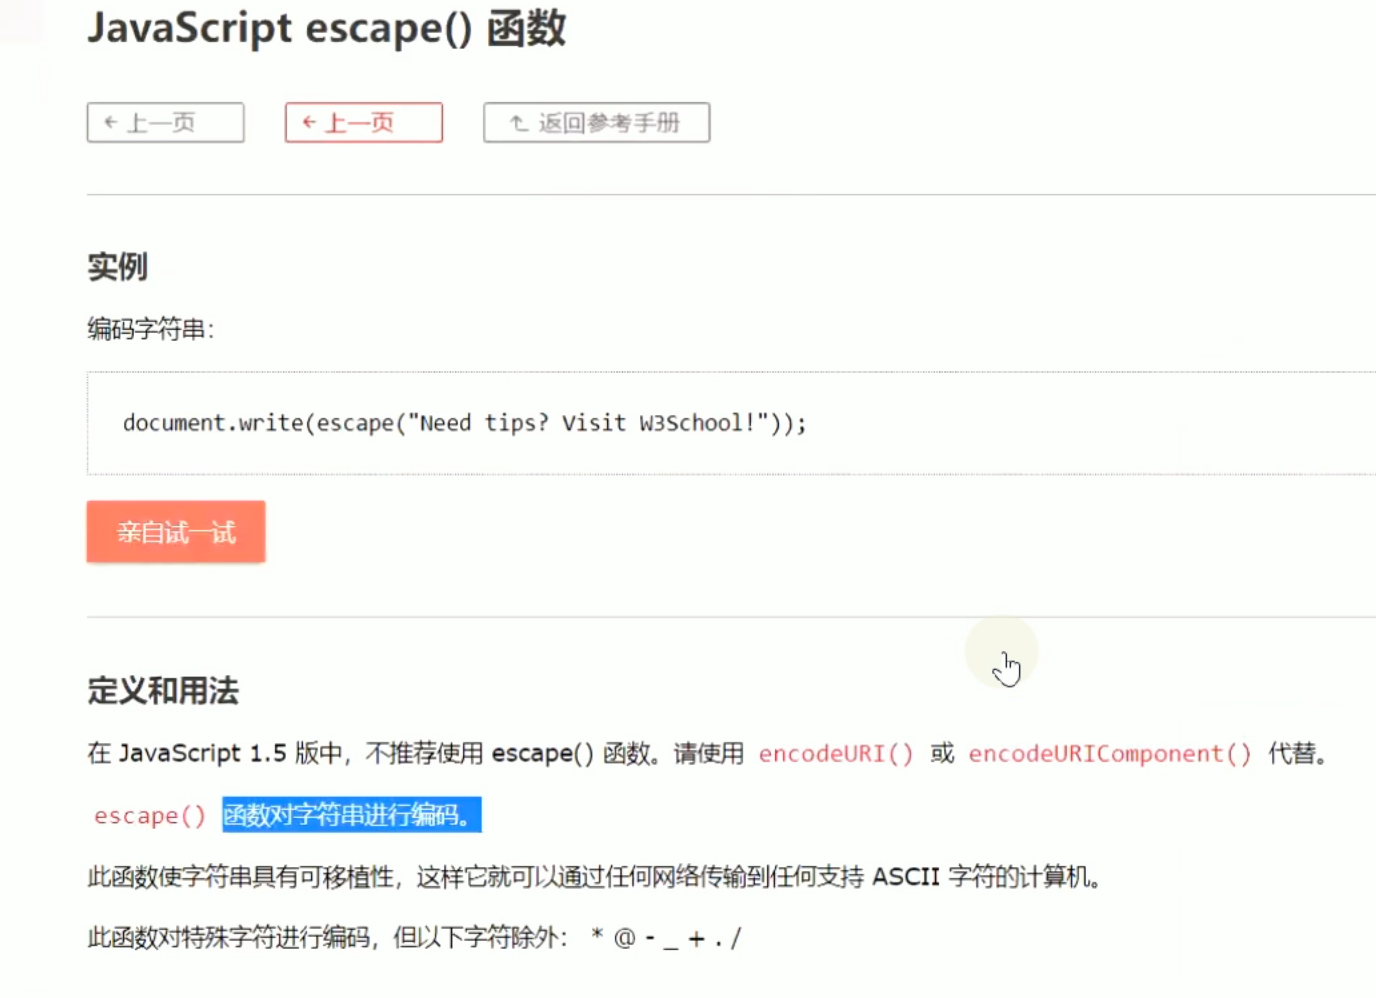 JavaScript escape() 函数
← 上一页
← 上一页
返回参考手册
实例
编码字符串：
document.write(escape("Need tips? Visit W3School!"));
亲自试一试
定义和用法
在 JavaScript 1.5 版中，不推荐使用 escape() 函数。请使用 encodeURI() 或 encodeURIComponent() 代替。
escape() 函数对字符串进行编码。
此函数使字符串具有可移植性，这样它就可以通过任何网络传输到任何支持 ASCII 字符的计算机。
此函数对特殊字符进行编码，但以下字符除外： * @ - _ + . /